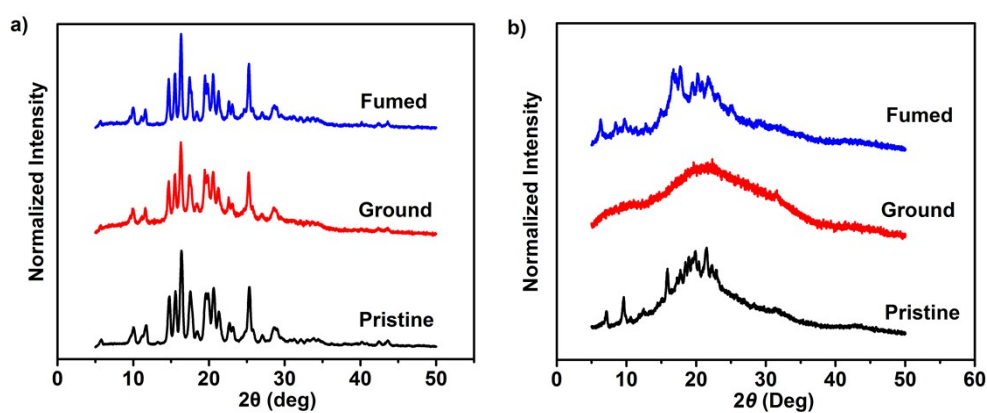 a)
Normalized Intensity
Fumed
Ground
Pristine
0 10 20 30 40 50
2θ (deg)
b)
Normalized Intensity
Fumed
Ground
Pristine
0 10 20 30 40 50 60
2θ (Deg)